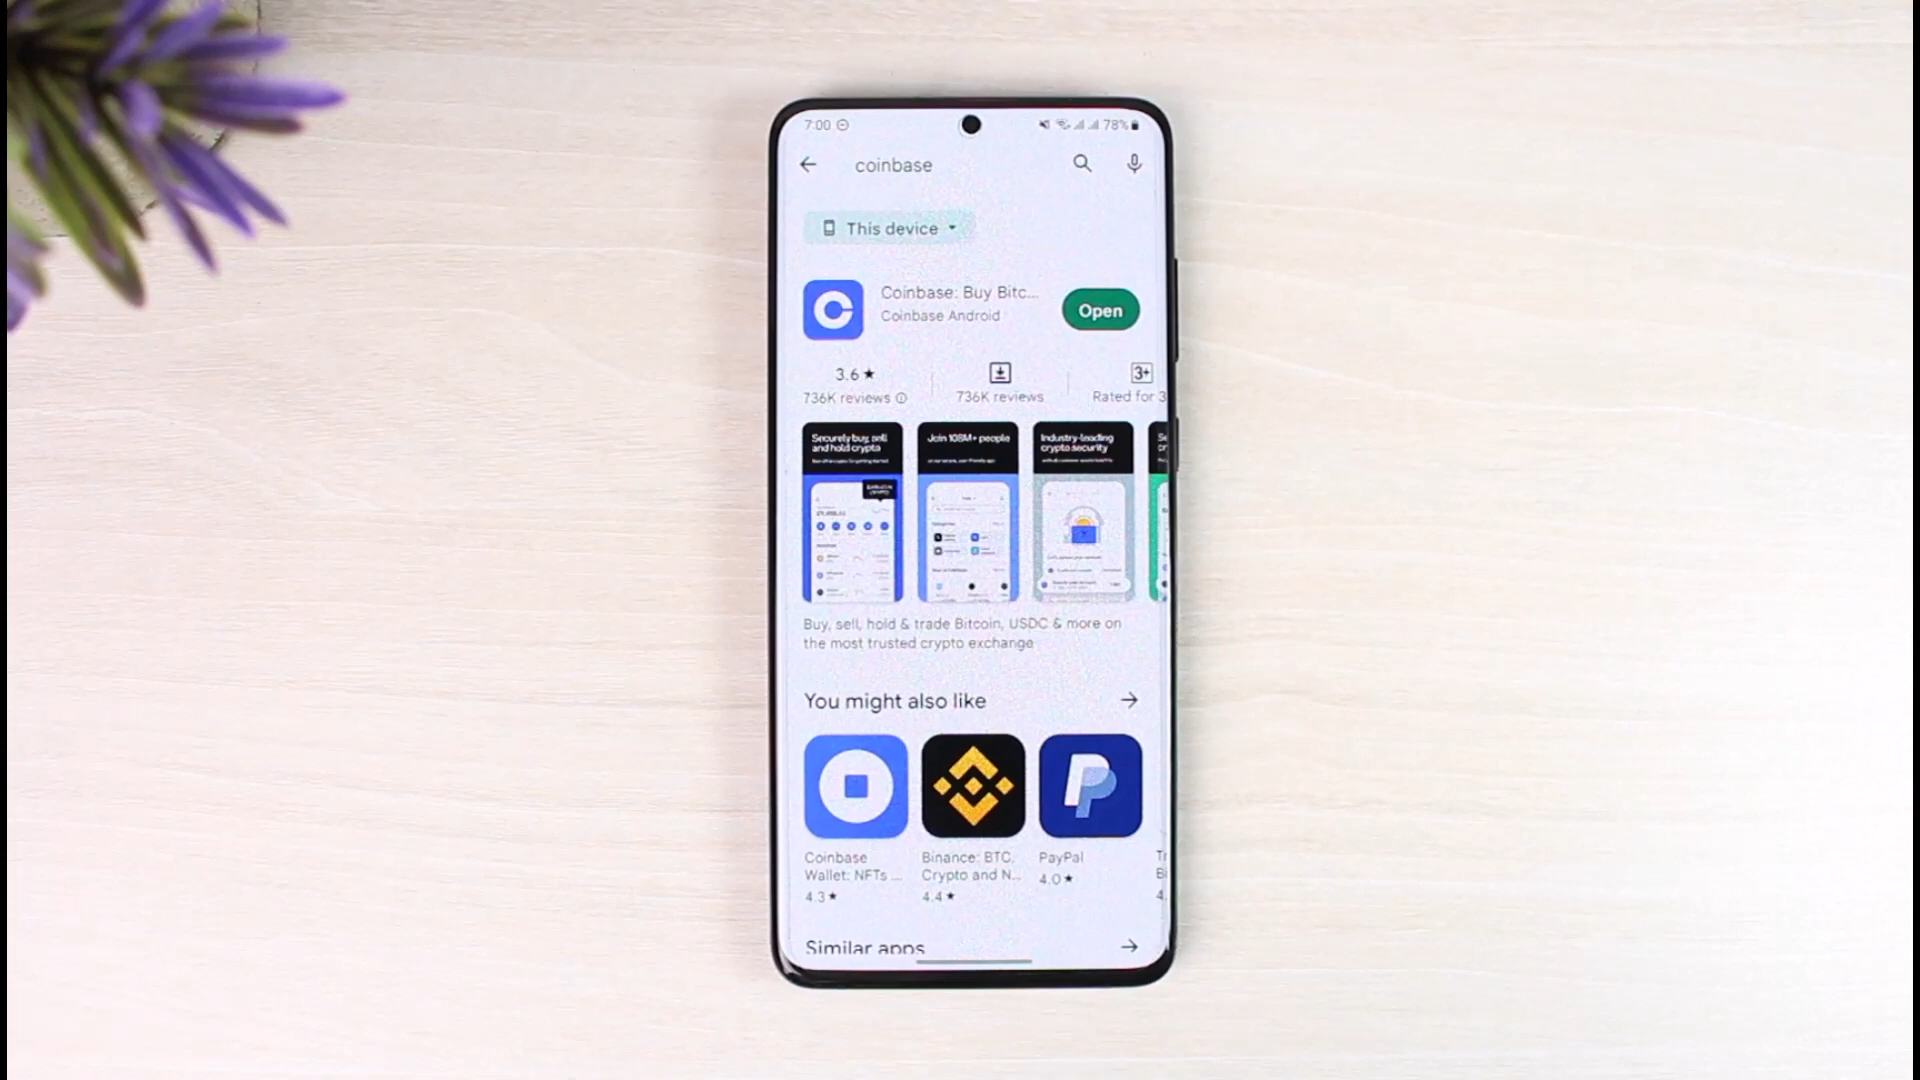 7:00
78%
coinbase
This device
Coinbase: Buy Bitc...
Coinbase Android
Open
3.6★
736K reviews
736K reviews
3+
Rated for 3
Securely buy, sell
and hold crypto
Join 108M+ people
Industry-leading
crypto security
Buy, sell, hold & trade Bitcoin, USDC & more on
the most trusted crypto exchange
You might also like
Coinbase
Wallet: NFTs ...
4.3★
Binance: BTC,
Crypto and N...
4.4★
PayPal
4.0★
Similar apps